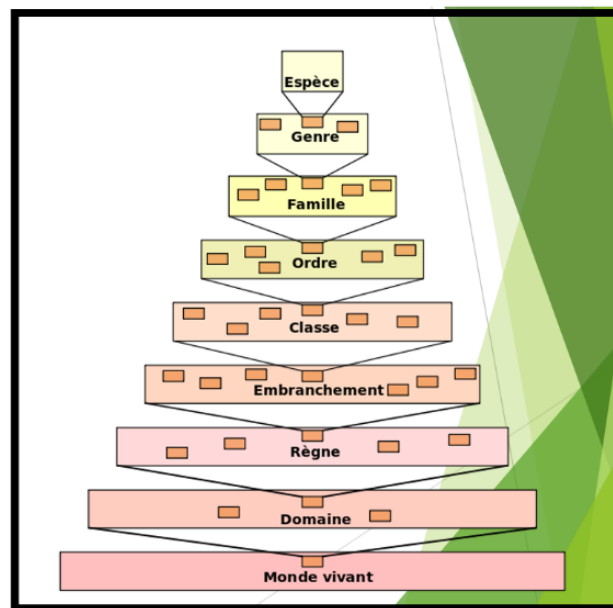 Espèce
Genre
Famille
Ordre
Classe
Embranchement
Règne
Domaine
Monde vivant